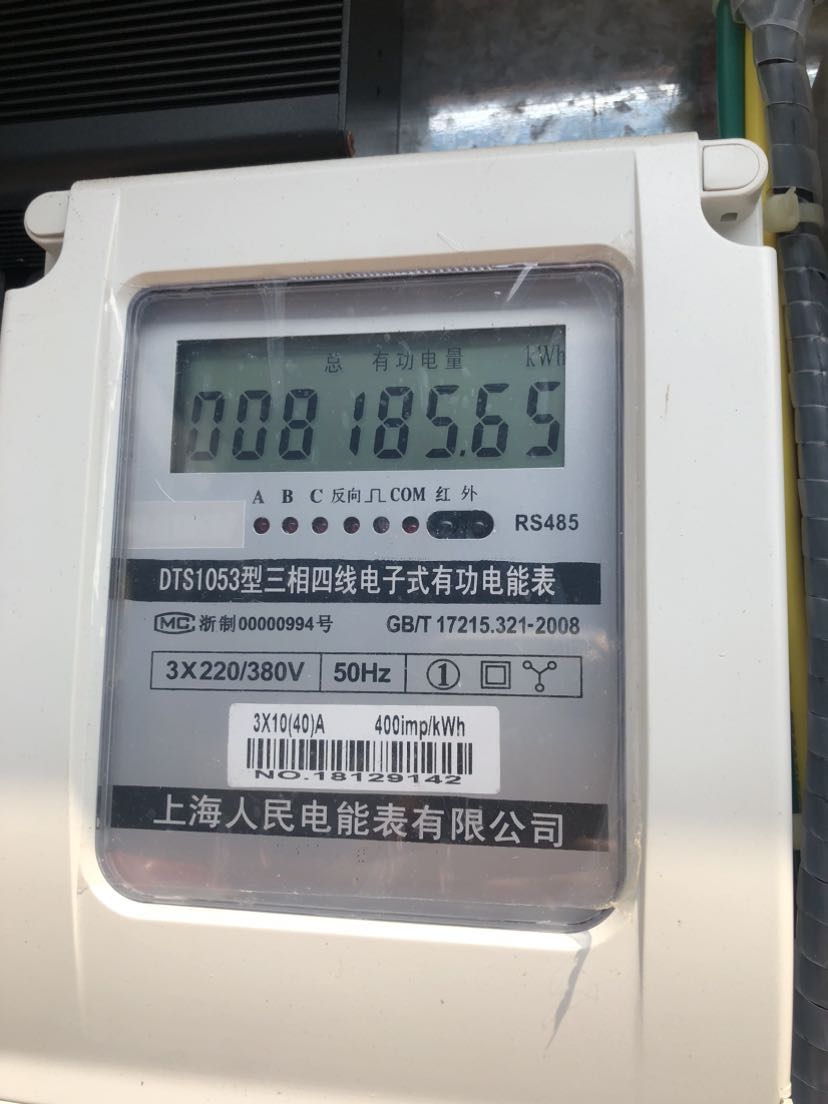 总 有功电量 kWh
008185.65
A B C 反向 COM 红 外
RS485
DTS1053型三相四线电子式有功电能表
MC 浙制00000994号 GB/T 17215.321-2008
3X220/380V 50Hz ①
3X10(40)A 400imp/kWh
NO.18129142
上海人民电能表有限公司